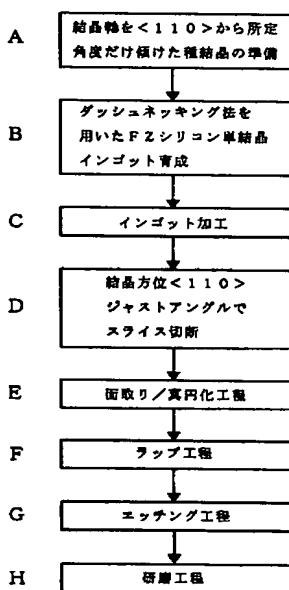 A
結晶軸を<110>から所定
角度だけ傾けた種結晶の準備
B
ダッシュネッキング法を
用いたFZシリコン単結晶
インゴット育成
C
インゴット加工
D
結晶方位<110>
ジャストアングルで
スライス切断
E
面取り/真円化工程
F
ラップ工程
G
エッチング工程
H
研磨工程